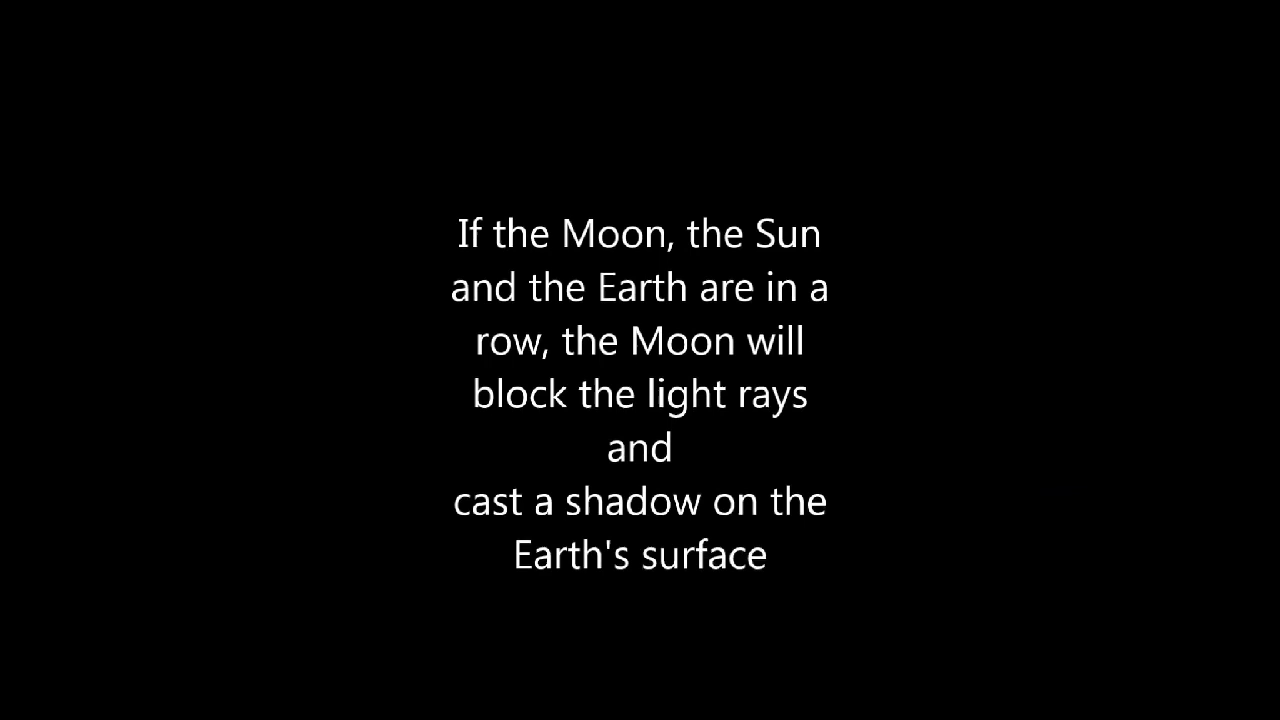 If the Moon, the Sun
and the Earth are in a
row, the Moon will
block the light rays
and
cast a shadow on the
Earth's surface